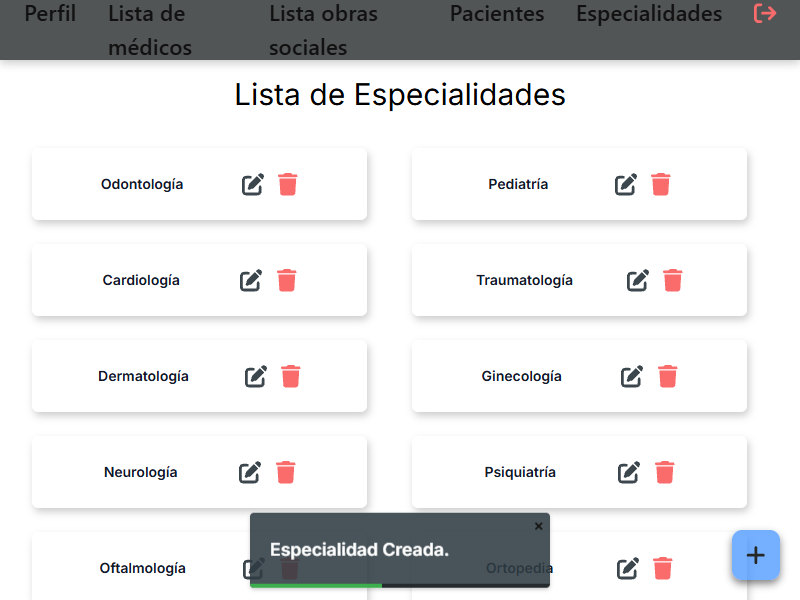 Perfil
Lista de
médicos
Lista obras
sociales
Pacientes
Especialidades
Lista de Especialidades
Odontología
Pediatría
Cardiología
Traumatología
Dermatología
Ginecología
Neurología
Psiquiatría
Especialidad Creada.
Oftalmología
Ortopedia